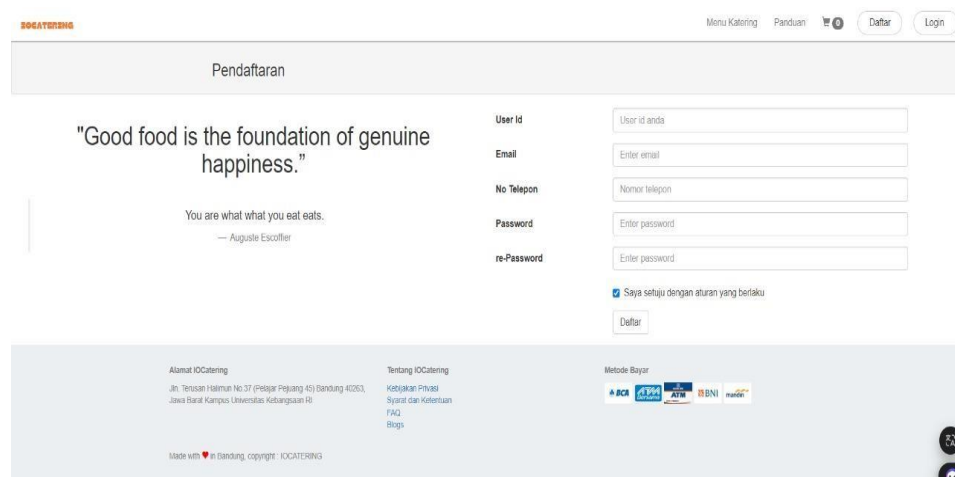 IOCATERING
Menu Katering Panduan 0 Daftar Login
Pendaftaran
"Good food is the foundation of genuine
happiness.”
You are what what you eat eats.
— Auguste Escoffier
User Id User id anda
Email Enter email
No Telepon Nomor telepon
Password Enter password
re-Password Enter password
Saya setuju dengan aturan yang berlaku
Daftar
Alamat IOCatering
Jln. Terusan Halimun No.37 (Pelajar Pejuang 45) Bandung 40263,
Jawa Barat Kampus Universitas Kebangsaan RI
Tentang IOCatering
Kebijakan Privasi
Syarat dan Ketentuan
FAQ
Blogs
Metode Bayar
BCA ATM Bersama ATM BNI mandiri
Made with ♥ in Bandung, copyright : IOCATERING